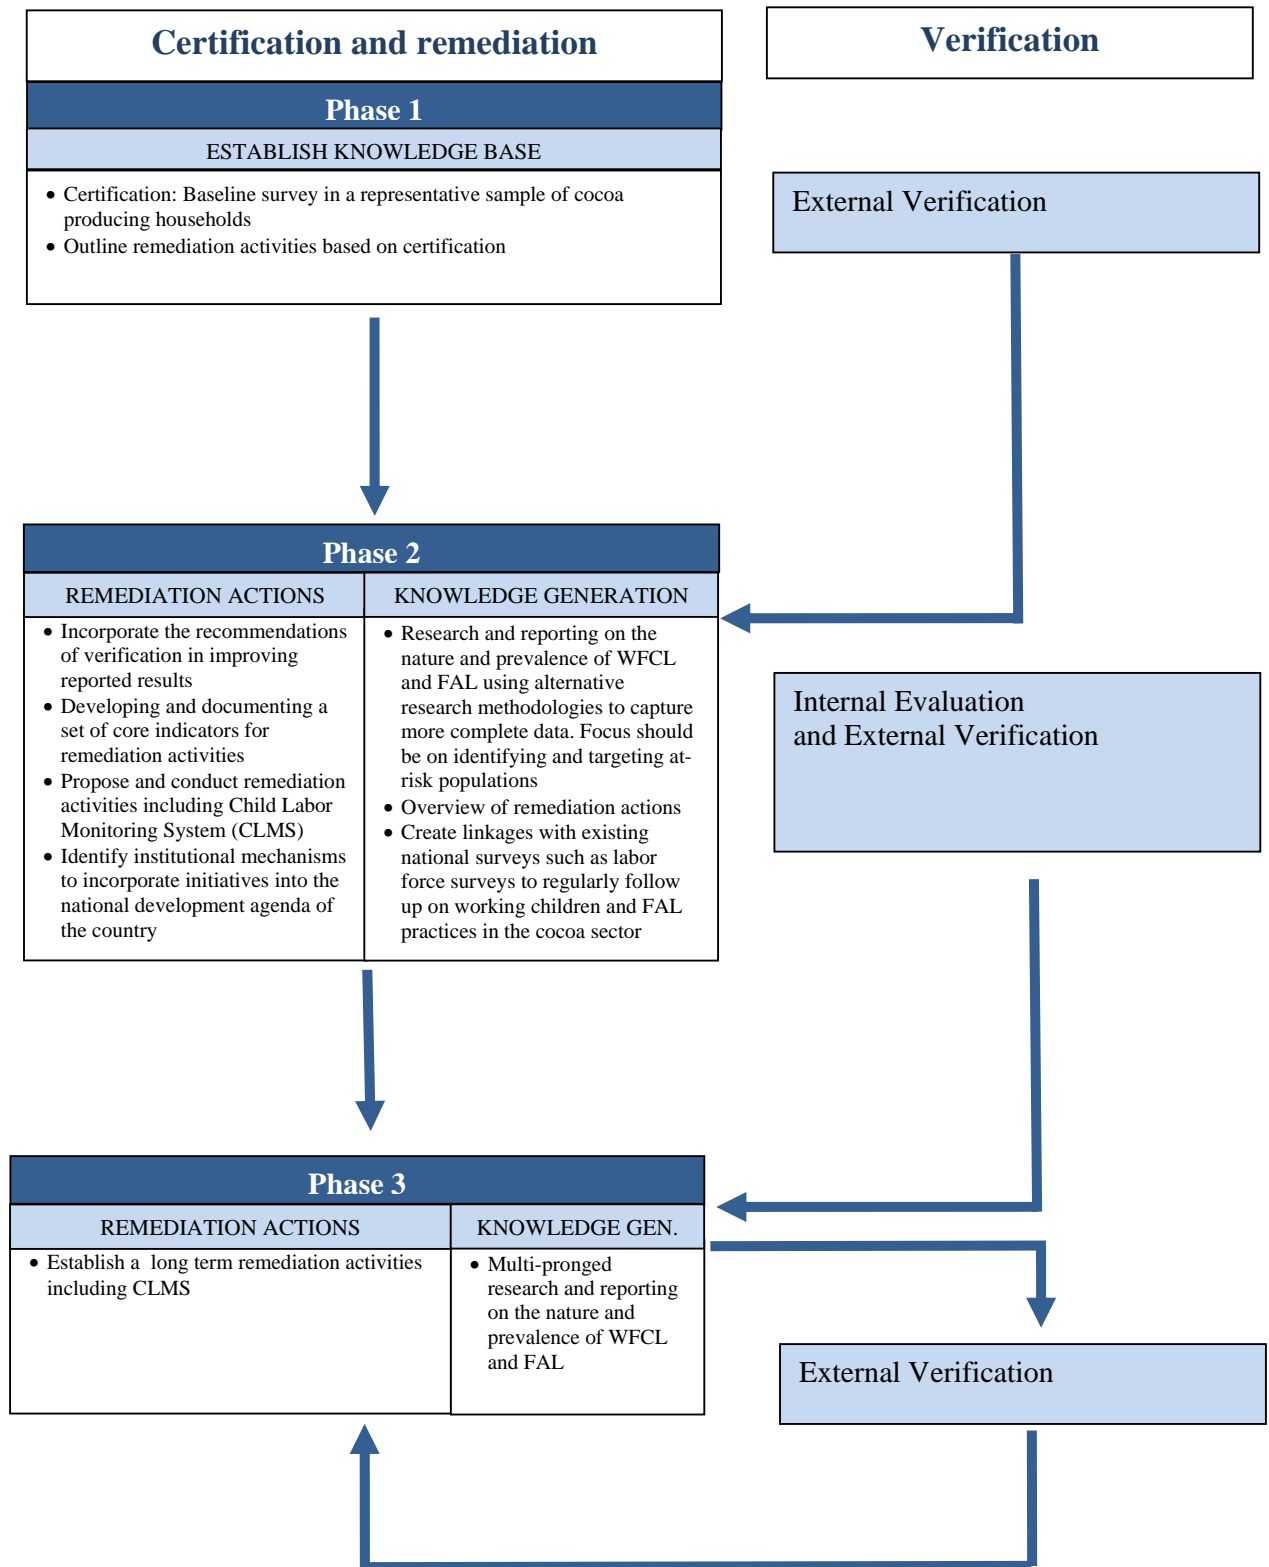 Certification and remediation
Verification
Phase 1
ESTABLISH KNOWLEDGE BASE
• Certification: Baseline survey in a representative sample of cocoa
producing households
• Outline remediation activities based on certification
External Verification
Phase 2
REMEDIATION ACTIONS
• Incorporate the recommendations
of verification in improving
reported results
• Developing and documenting a
set of core indicators for
remediation activities
• Propose and conduct remediation
activities including Child Labor
Monitoring System (CLMS)
• Identify institutional mechanisms
to incorporate initiatives into the
national development agenda of
the country
KNOWLEDGE GENERATION
• Research and reporting on the
nature and prevalence of WFCL
and FAL using alternative
research methodologies to capture
more complete data. Focus should
be on identifying and targeting at-
risk populations
• Overview of remediation actions
• Create linkages with existing
national surveys such as labor
force surveys to regularly follow
up on working children and FAL
practices in the cocoa sector
Internal Evaluation
and External Verification
Phase 3
REMEDIATION ACTIONS
• Establish a  long term remediation activities
including CLMS
KNOWLEDGE GEN.
• Multi-pronged
research and reporting
on the nature and
prevalence of WFCL
and FAL
External Verification